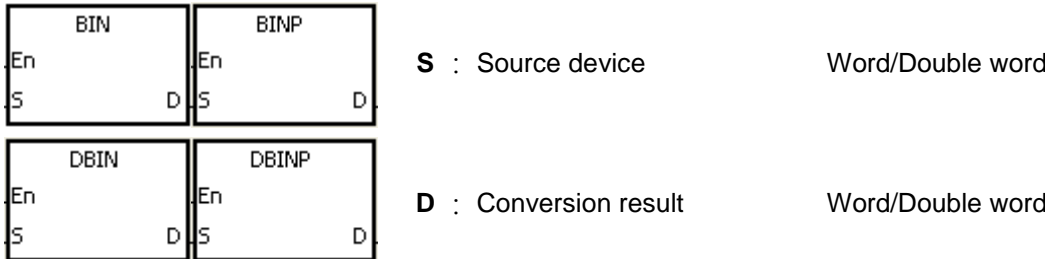 BIN BINP
En En
S : Source device Word/Double word
S D S D
DBIN DBINP
En En
D : Conversion result Word/Double word
S D S D